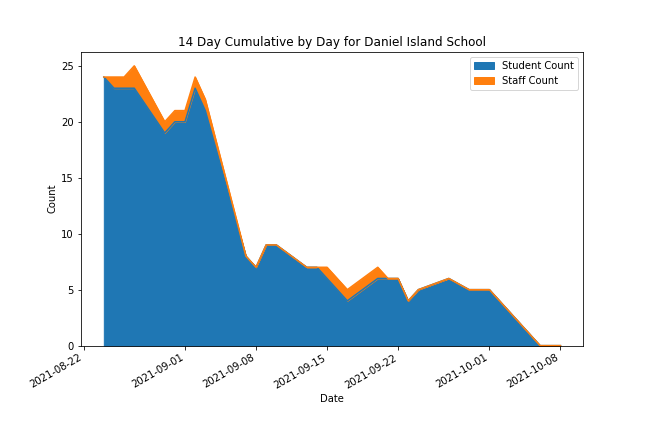 14 Day Cumulative by Day for Daniel Island School
Student Count
Staff Count
25
20
15
10
5
0
Count
2021-08-22
2021-09-01
2021-09-08
2021-09-15
2021-09-22
2021-10-01
2021-10-08
Date